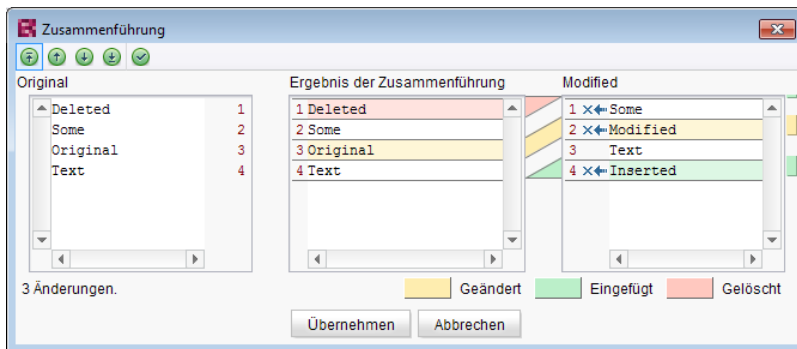 Zusammenführung
Original
Ergebnis der Zusammenführung
Modified
Deleted 1
Some 2
Original 3
Text 4
1 Deleted
2 Some
3 Original
4 Text
1 Some
2 Modified
3 Text
4 Inserted
3 Änderungen.
Geändert
Eingefügt
Gelöscht
Übernehmen
Abbrechen